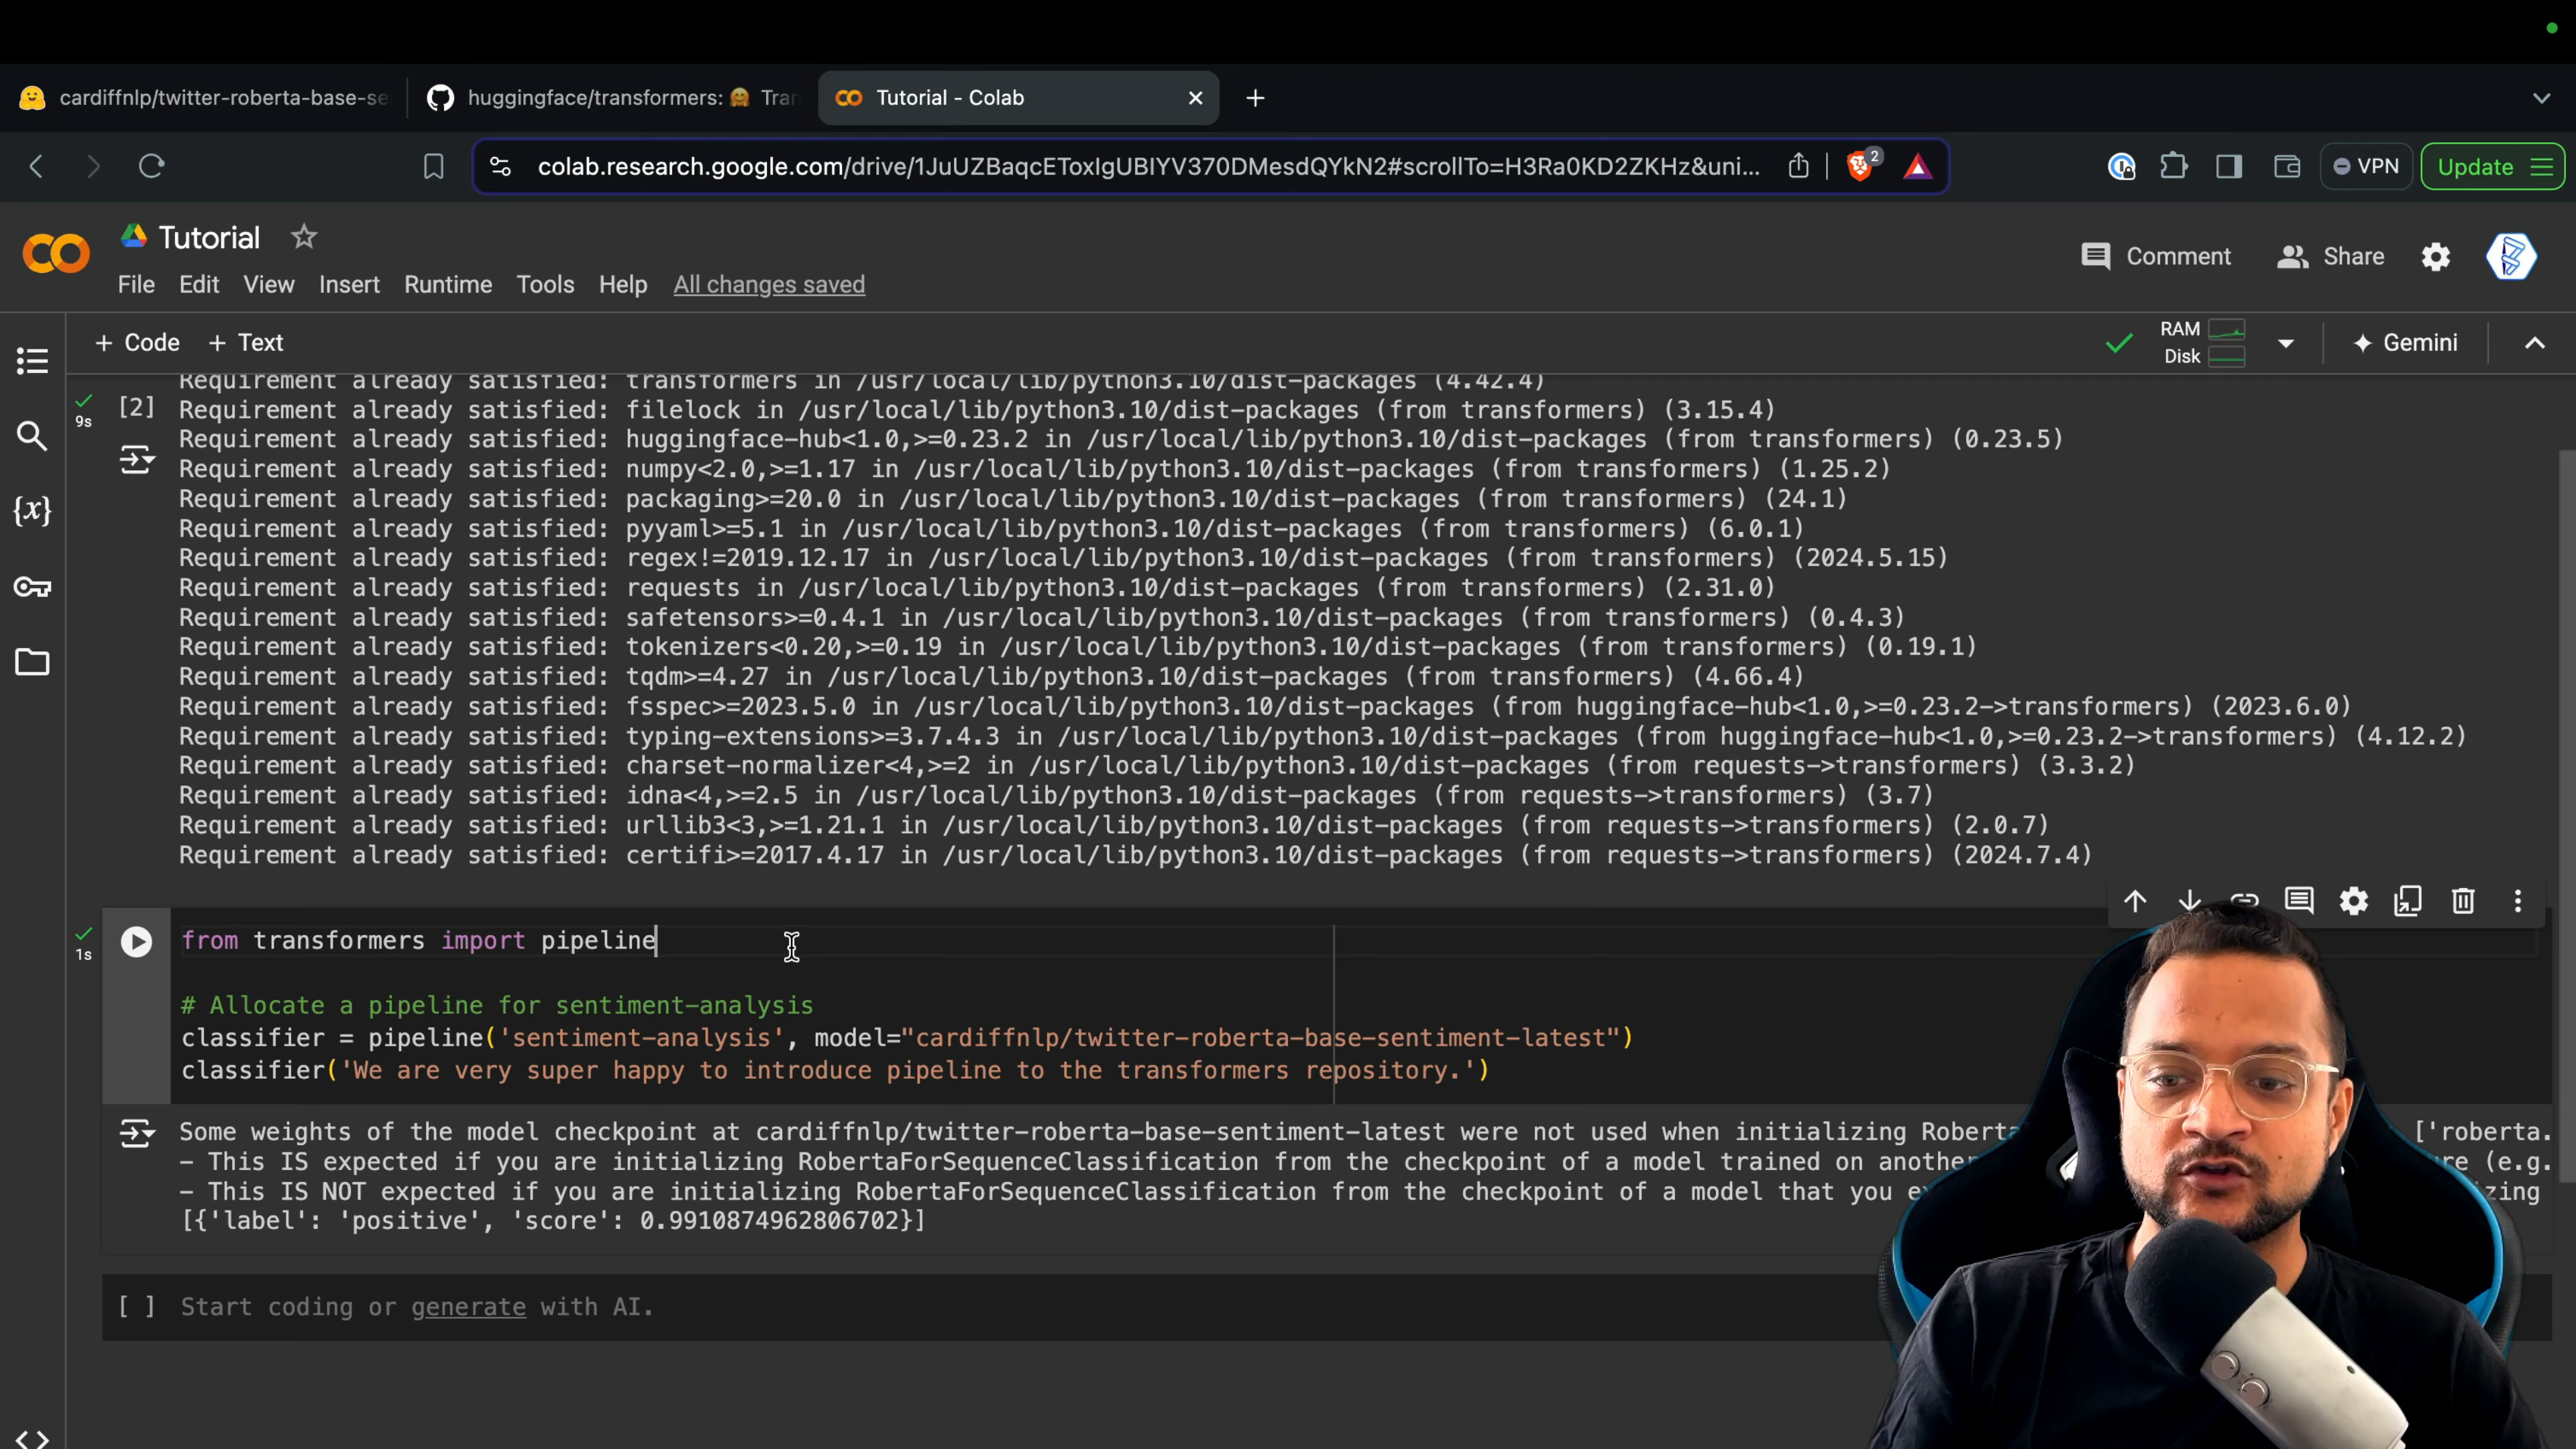 cardiffnlp/twitter-roberta-base-se
huggingface/transformers: 🤗 Tran
Tutorial - Colab
colab.research.google.com/drive/1JuUZBaqcEToxIgUBIYV370DMesdQYkN2#scrollTo=H3Ra0KD2ZKHz&uni...
2
VPN
Update
Tutorial
Comment
Share
File Edit View Insert Runtime Tools Help All changes saved
+ Code + Text
RAM
Disk
Gemini
Requirement already satisfied: transformers in /usr/local/lib/python3.10/dist-packages (4.42.4)
[2] Requirement already satisfied: filelock in /usr/local/lib/python3.10/dist-packages (from transformers) (3.15.4)
9s
Requirement already satisfied: huggingface-hub<1.0,>=0.23.2 in /usr/local/lib/python3.10/dist-packages (from transformers) (0.23.5)
Requirement already satisfied: numpy<2.0,>=1.17 in /usr/local/lib/python3.10/dist-packages (from transformers) (1.25.2)
Requirement already satisfied: packaging>=20.0 in /usr/local/lib/python3.10/dist-packages (from transformers) (24.1)
Requirement already satisfied: pyyaml>=5.1 in /usr/local/lib/python3.10/dist-packages (from transformers) (6.0.1)
Requirement already satisfied: regex!=2019.12.17 in /usr/local/lib/python3.10/dist-packages (from transformers) (2024.5.15)
Requirement already satisfied: requests in /usr/local/lib/python3.10/dist-packages (from transformers) (2.31.0)
Requirement already satisfied: safetensors>=0.4.1 in /usr/local/lib/python3.10/dist-packages (from transformers) (0.4.3)
Requirement already satisfied: tokenizers<0.20,>=0.19 in /usr/local/lib/python3.10/dist-packages (from transformers) (0.19.1)
Requirement already satisfied: tqdm>=4.27 in /usr/local/lib/python3.10/dist-packages (from transformers) (4.66.4)
Requirement already satisfied: fsspec>=2023.5.0 in /usr/local/lib/python3.10/dist-packages (from huggingface-hub<1.0,>=0.23.2->transformers) (2023.6.0)
Requirement already satisfied: typing-extensions>=3.7.4.3 in /usr/local/lib/python3.10/dist-packages (from huggingface-hub<1.0,>=0.23.2->transformers) (4.12.2)
Requirement already satisfied: charset-normalizer<4,>=2 in /usr/local/lib/python3.10/dist-packages (from requests->transformers) (3.3.2)
Requirement already satisfied: idna<4,>=2.5 in /usr/local/lib/python3.10/dist-packages (from requests->transformers) (3.7)
Requirement already satisfied: urllib3<3,>=1.21.1 in /usr/local/lib/python3.10/dist-packages (from requests->transformers) (2.0.7)
Requirement already satisfied: certifi>=2017.4.17 in /usr/local/lib/python3.10/dist-packages (from requests->transformers) (2024.7.4)
from transformers import pipeline
1s
# Allocate a pipeline for sentiment-analysis
classifier = pipeline('sentiment-analysis', model="cardiffnlp/twitter-roberta-base-sentiment-latest")
classifier('We are very super happy to introduce pipeline to the transformers repository.')
Some weights of the model checkpoint at cardiffnlp/twitter-roberta-base-sentiment-latest were not used when initializing Roberta ['roberta.
- This IS expected if you are initializing RobertaForSequenceClassification from the checkpoint of a model trained on another (e.g.
- This IS NOT expected if you are initializing RobertaForSequenceClassification from the checkpoint of a model that you
[{'label': 'positive', 'score': 0.9910874962806702}]
[ ] Start coding or generate with AI.